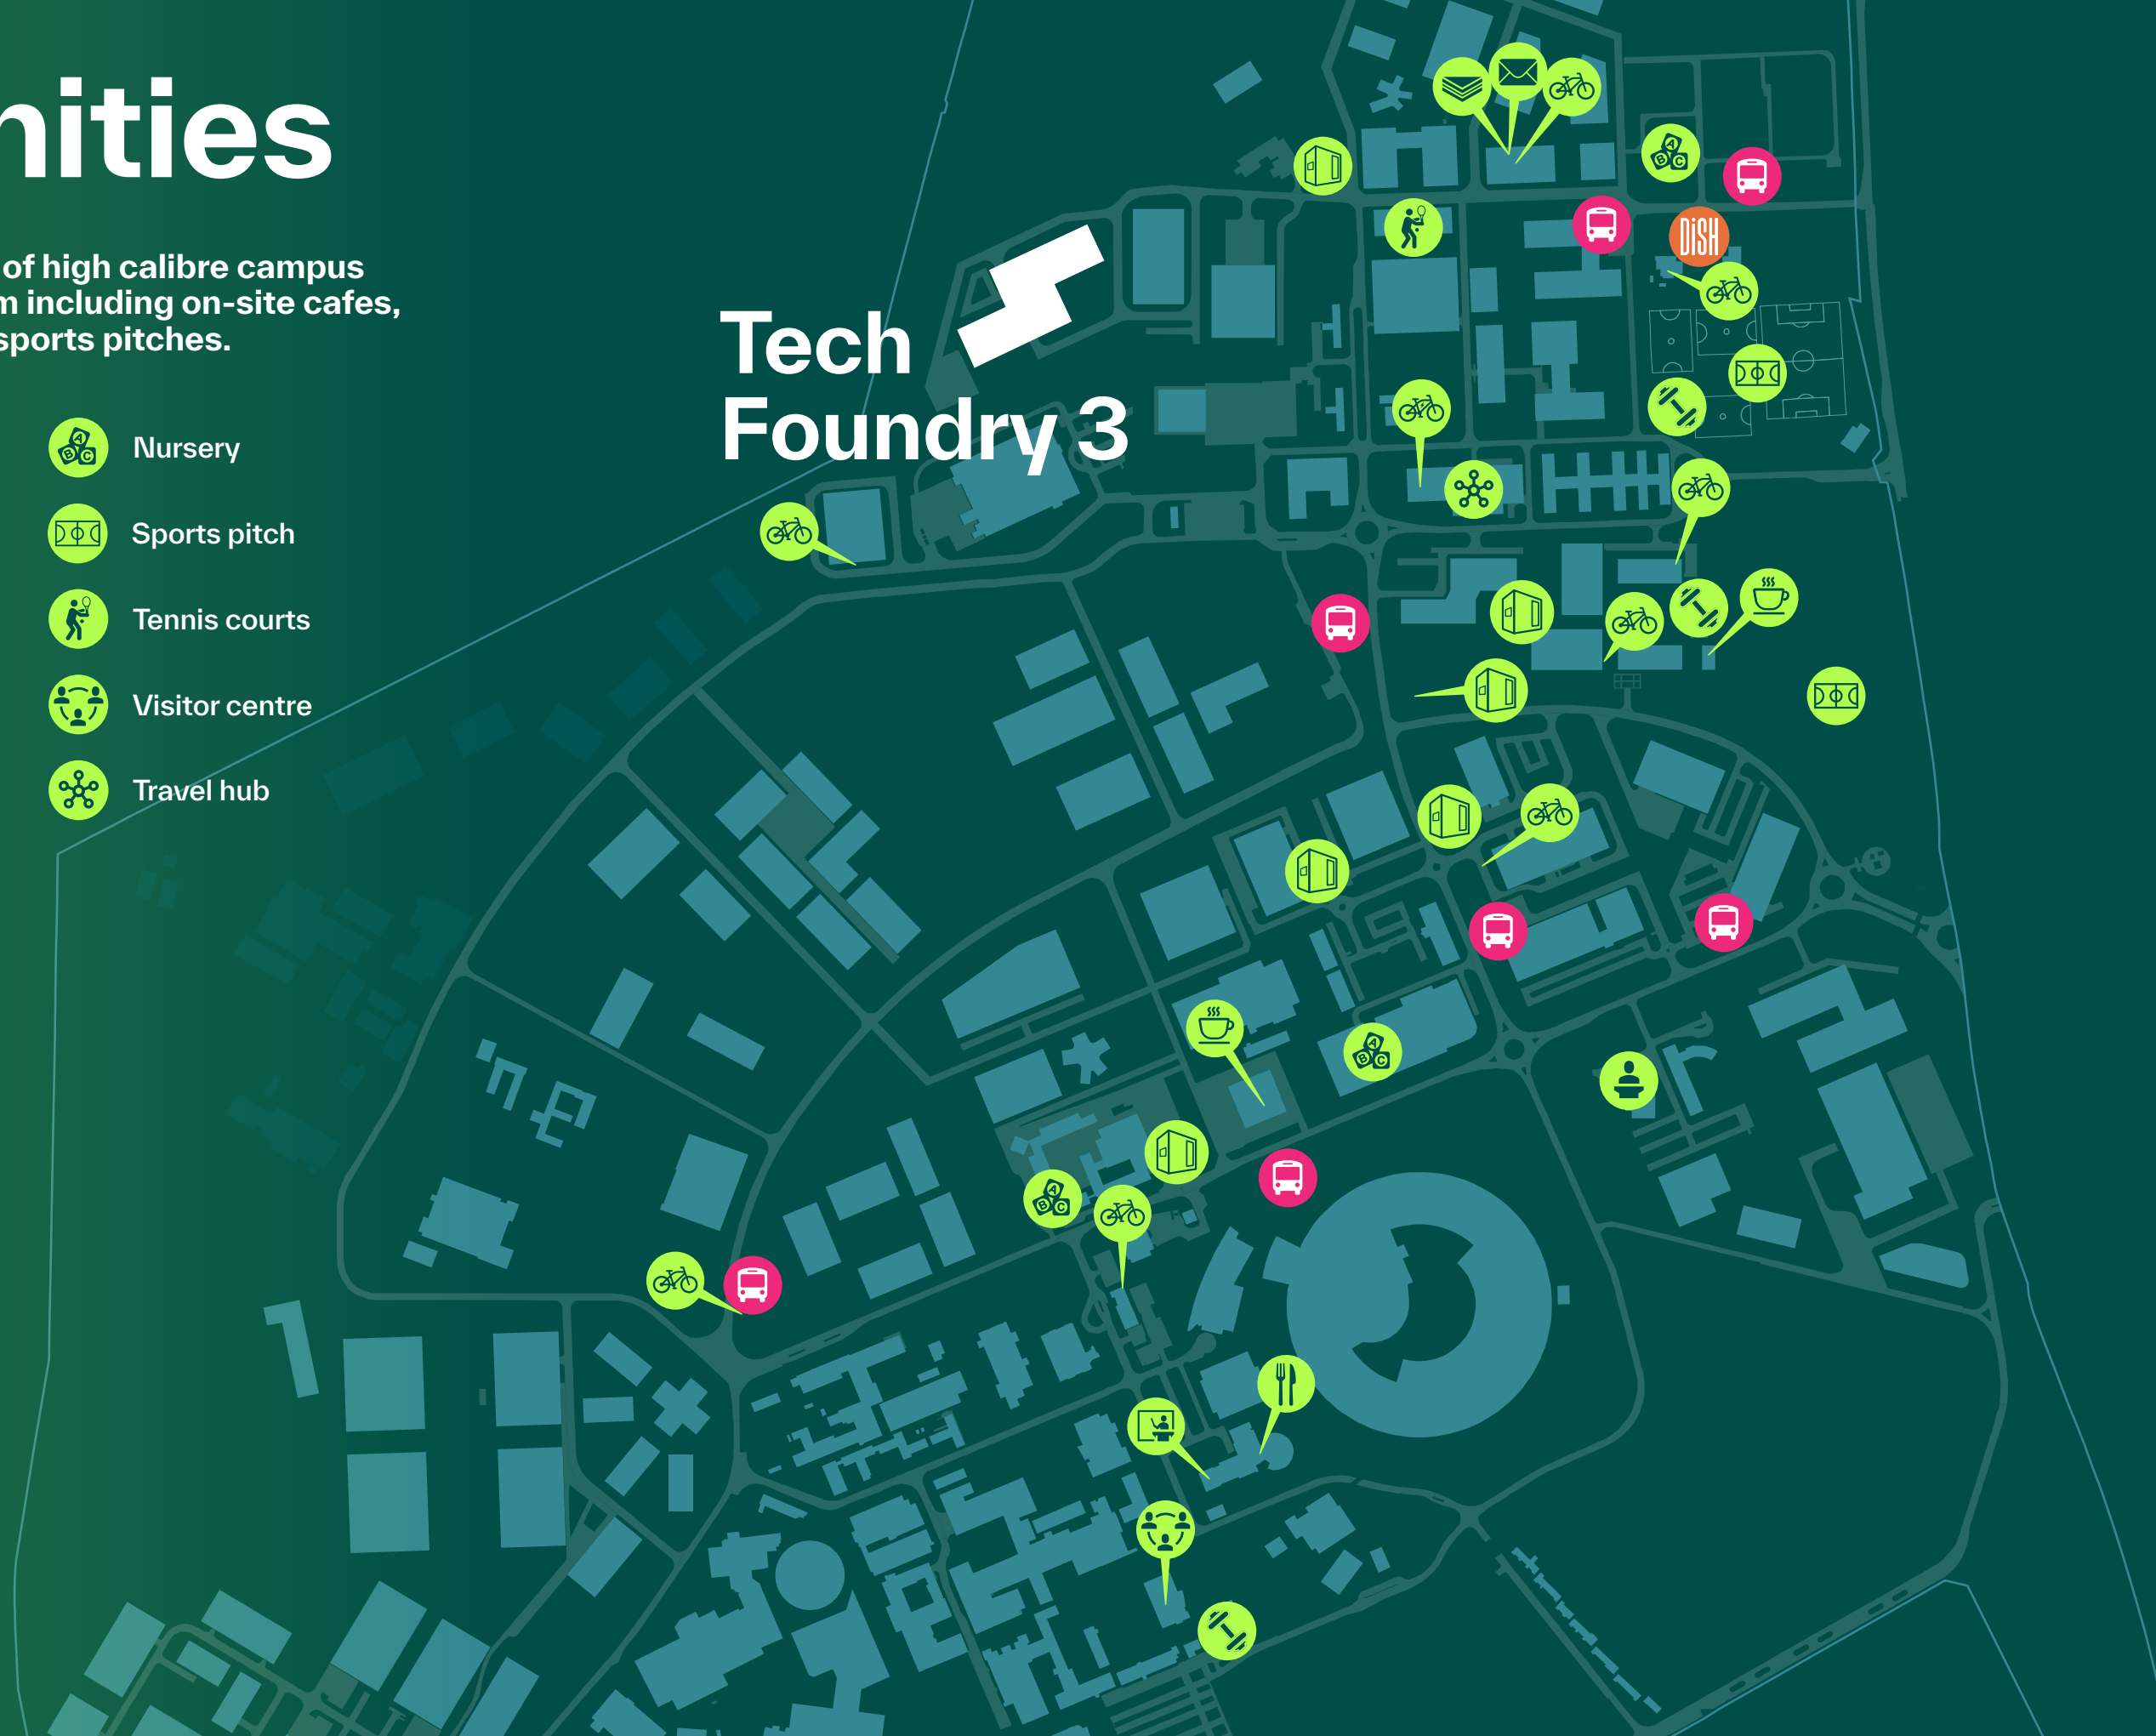 nities
of high calibre campus
m including on-site cafes,
sports pitches.
Nursery
Sports pitch
Tennis courts
Visitor centre
Travel hub
Tech
Foundry 3
DiSH